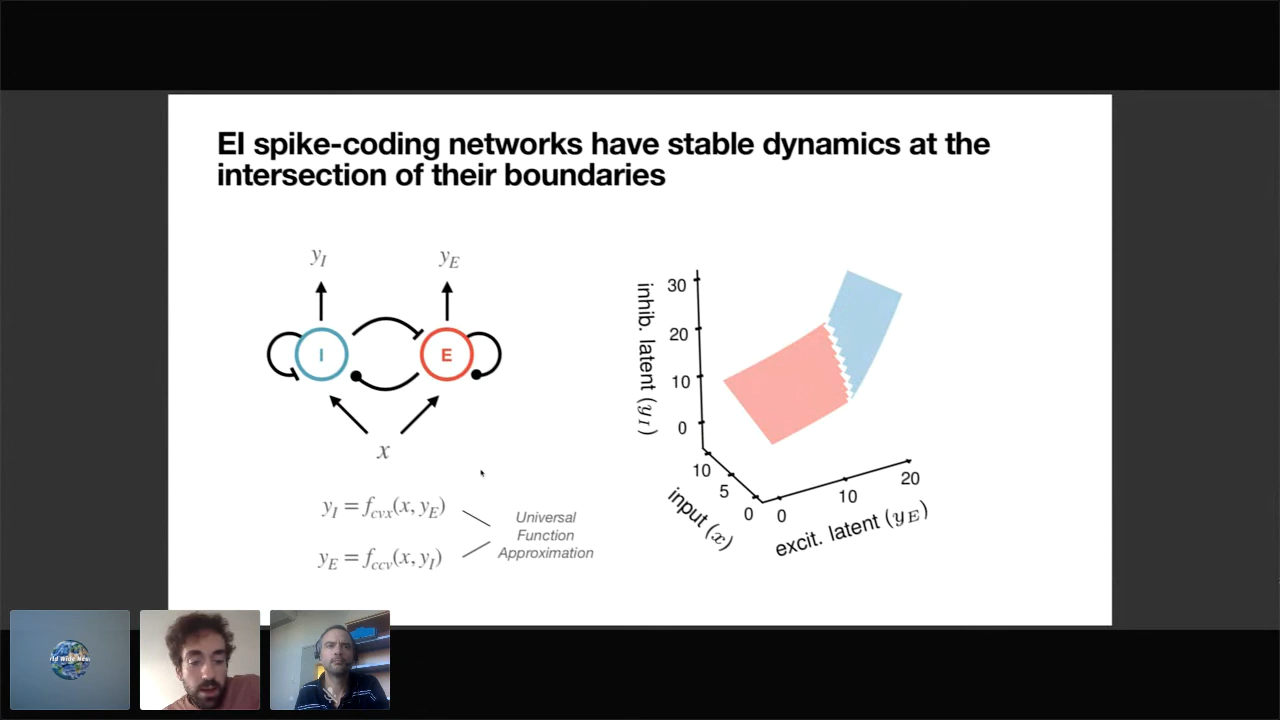 EI spike-coding networks have stable dynamics at the
intersection of their boundaries
y_I
y_E
I
E
x
y_I = f_cvx(x, y_E)
y_E = f_ccv(x, y_I)
Universal
Function
Approximation
inhib. latent (y_I)
30
20
10
0
10
5
0
input (x)
0
10
20
excit. latent (y_E)